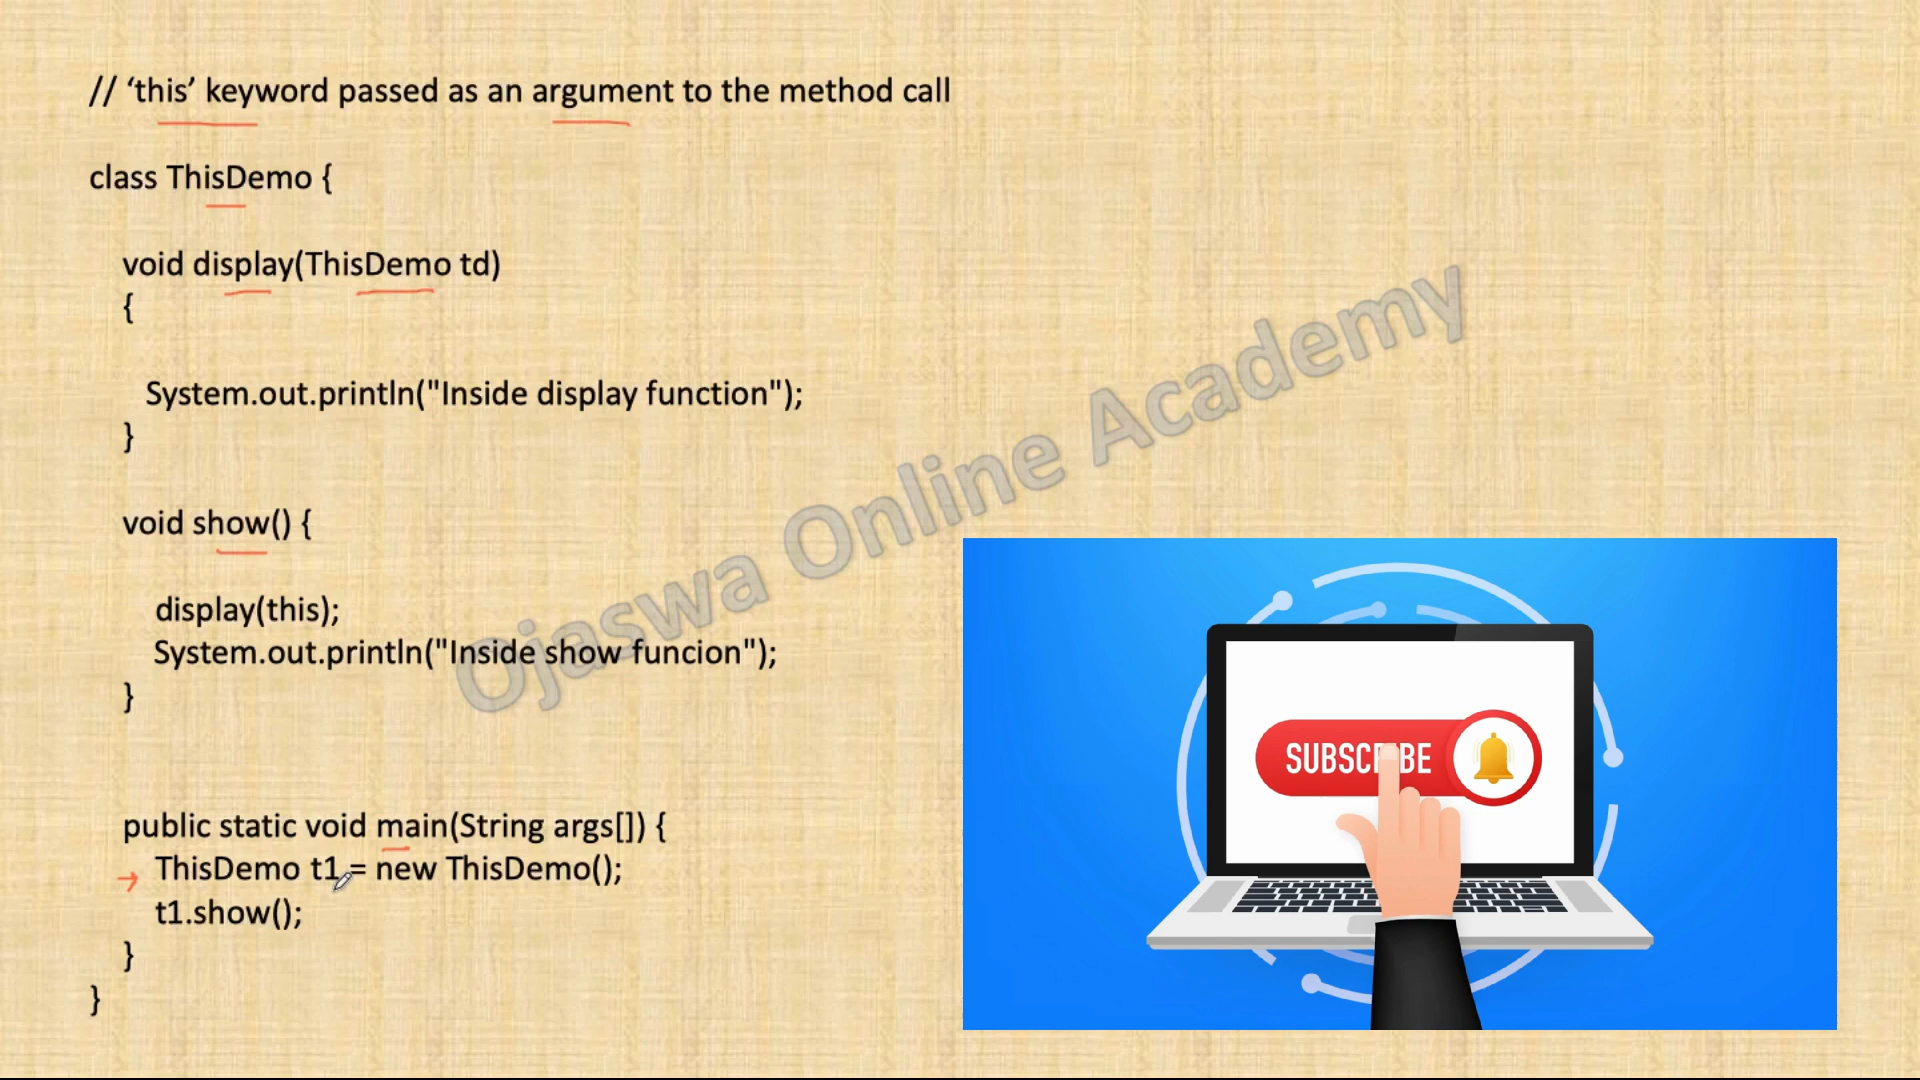 // ‘this’ keyword passed as an argument to the method call
class ThisDemo {
void display(ThisDemo td)
{
System.out.println("Inside display function");
}
void show() {
display(this);
System.out.println("Inside show funcion");
}
public static void main(String args[]) {
ThisDemo t1 = new ThisDemo();
t1.show();
}
}
Ojaswa Online Academy
SUBSCRIBE